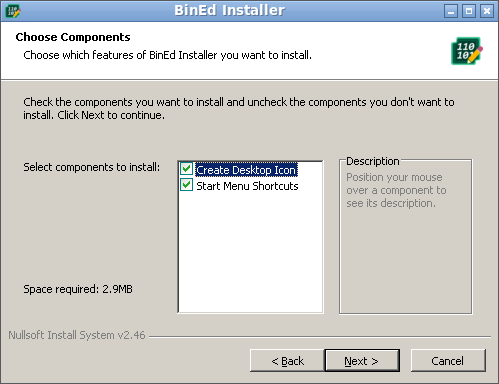 BinEd Installer
Choose Components
Choose which features of BinEd Installer you want to install.
110
101
Check the components you want to install and uncheck the components you don't want to
install. Click Next to continue.
Select components to install:
Create Desktop Icon
Start Menu Shortcuts
Description
Position your mouse
over a component to
see its description.
Space required: 2.9MB
Nullsoft Install System v2.46
< Back
Next >
Cancel